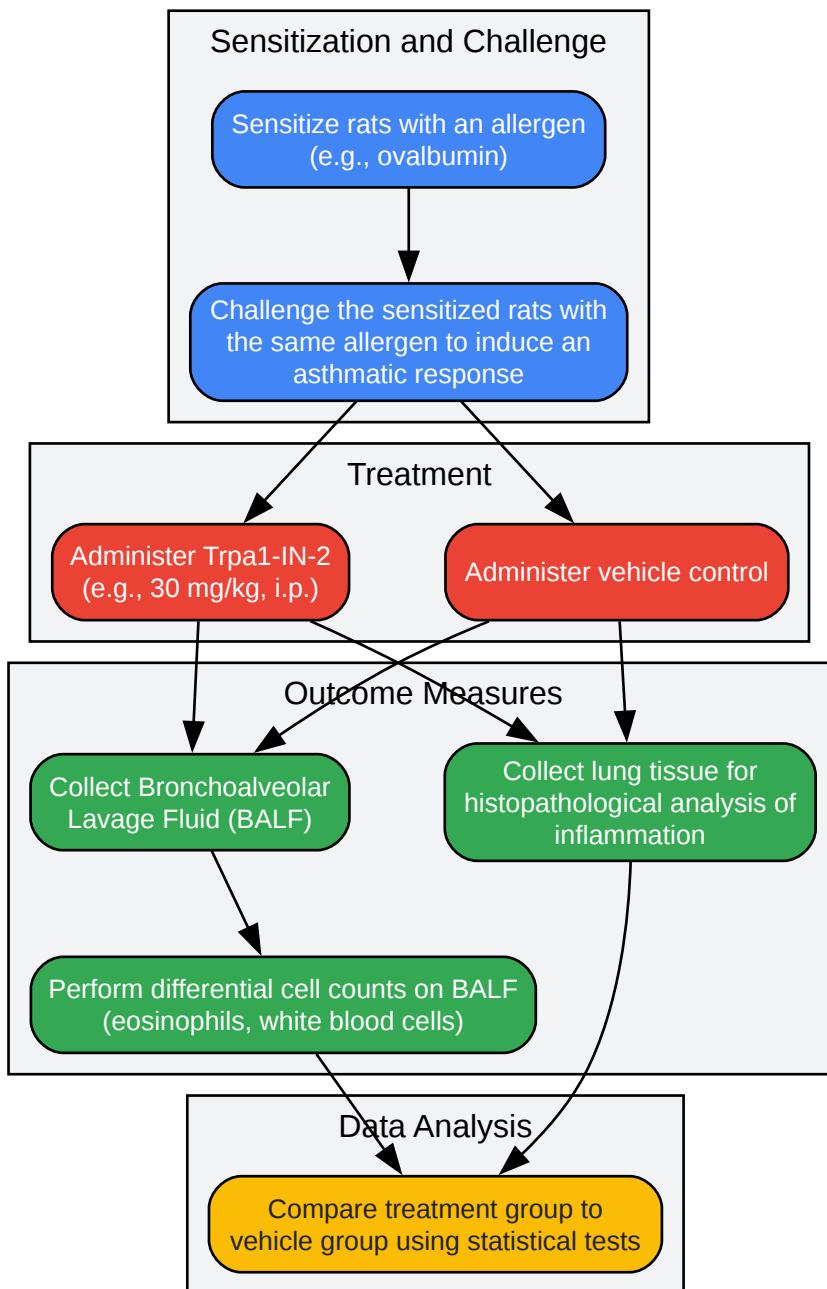 Sensitization and Challenge
Sensitize rats with an allergen
(e.g., ovalbumin)
Challenge the sensitized rats with
the same allergen to induce an
asthmatic response
Treatment
Administer Trpa1-IN-2
(e.g., 30 mg/kg, i.p.)
Administer vehicle control
Outcome Measures
Collect Bronchoalveolar
Lavage Fluid (BALF)
Collect lung tissue for
histopathological analysis of
inflammation
Perform differential cell counts on BALF
(eosinophils, white blood cells)
Data Analysis
Compare treatment group to
vehicle group using statistical tests